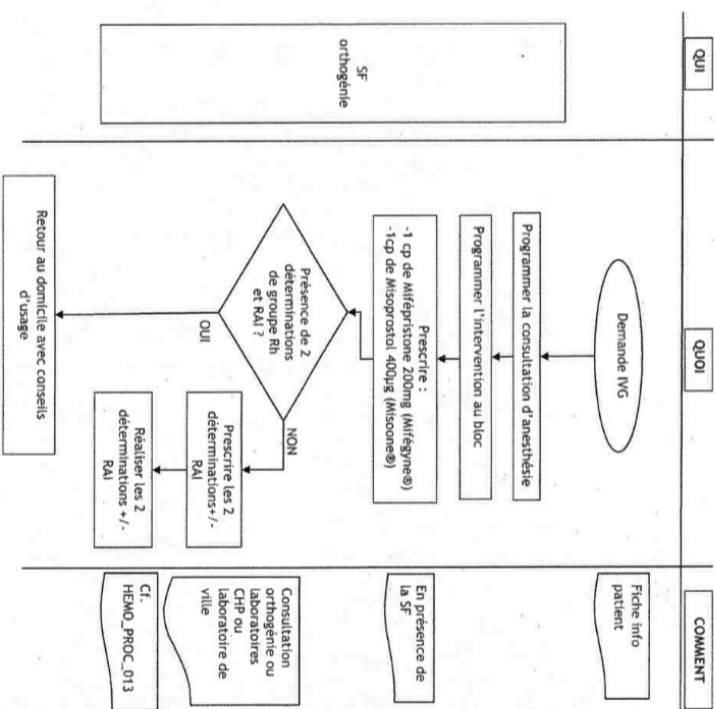 QUI
QUOI
COMMENT
SF
orthogénie
Demande IVG
Fiche info
patient
Programmer la consultation d'anesthésie
Programmer l'intervention au bloc
Prescrire :
-1 cp de Mifépristone 200mg (Mifégyne®)
-1cp de Misoprostol 400µg (Misoone®)
En présence de
la SF
Présence de 2
déterminations
de groupe Rh
et RAI ?
NON
OUI
Prescrire les 2
déterminations+/-
RAI
Consultation
orthogénie ou
laboratoires
CHP ou
laboratoire de
ville
Réaliser les 2
déterminations +/-
RAI
Cf.
HEMO_PROC_013
Retour au domicile avec conseils
d'usage